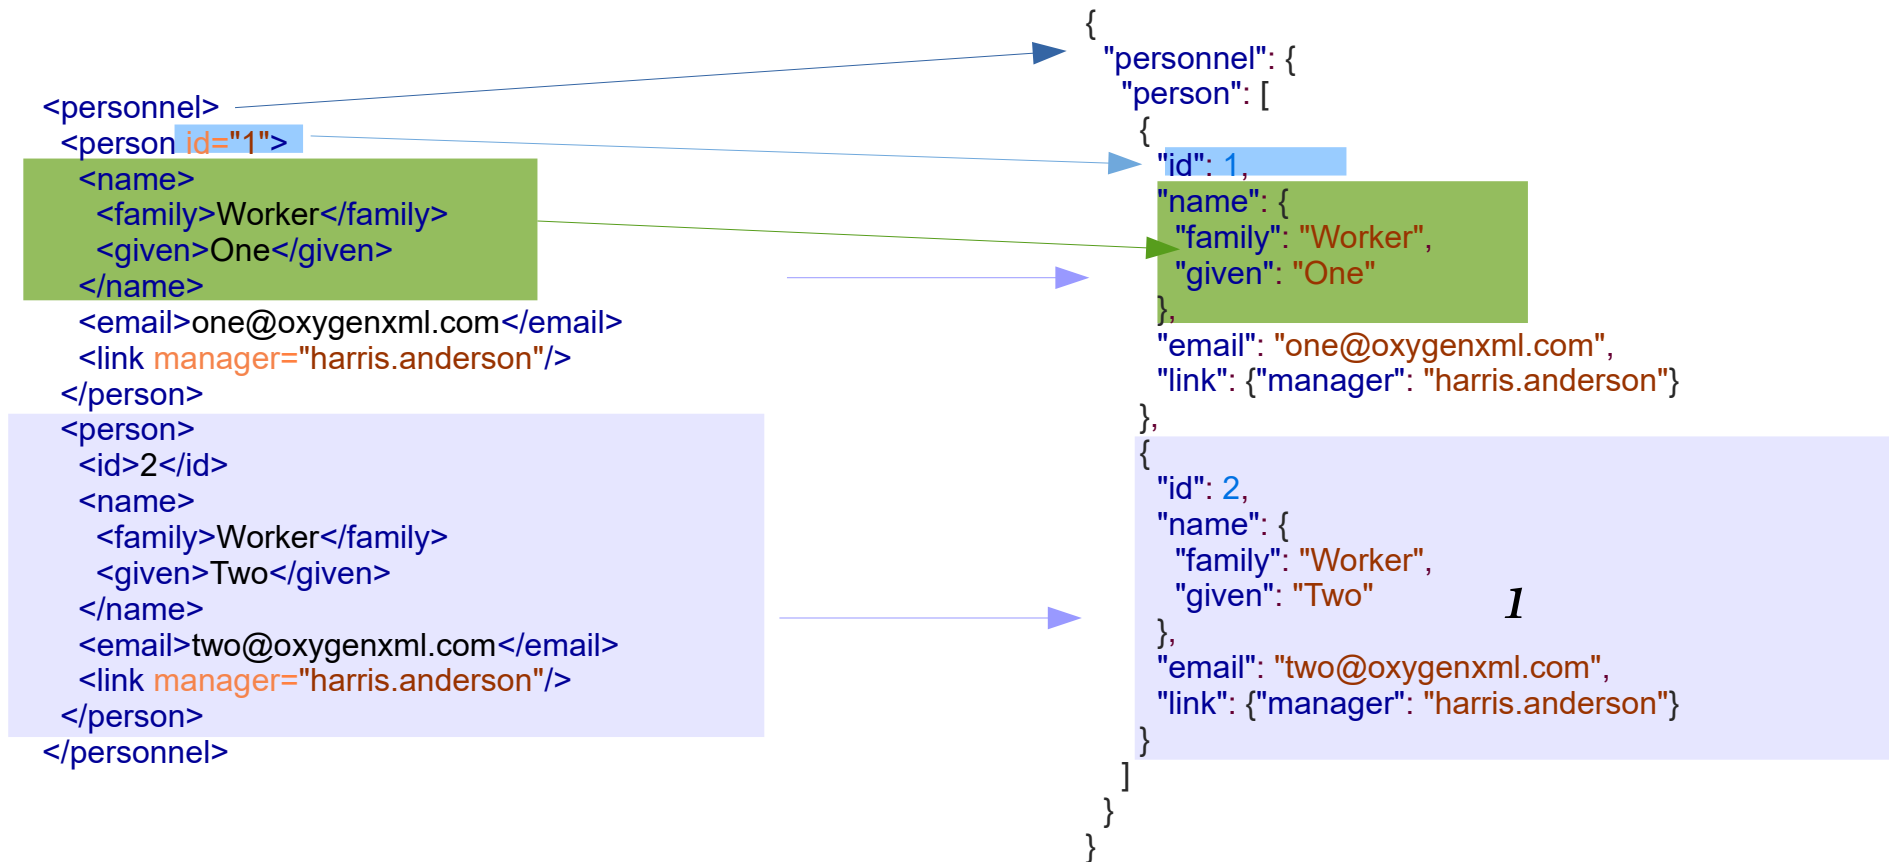 <personnel>
<person id="1">
<name>
<family>Worker</family>
<given>One</given>
</name>
<email>one@oxygenxml.com</email>
<link manager="harris.anderson"/>
</person>
<person>
<id>2</id>
<name>
<family>Worker</family>
<given>Two</given>
</name>
<email>two@oxygenxml.com</email>
<link manager="harris.anderson"/>
</person>
</personnel>
{
"personnel": {
"person": [
{
"id": 1,
"name": {
"family": "Worker",
"given": "One"
},
"email": "one@oxygenxml.com",
"link": {"manager": "harris.anderson"}
},
{
"id": 2,
"name": {
"family": "Worker",
"given": "Two"
1
},
"email": "two@oxygenxml.com",
"link": {"manager": "harris.anderson"}
}
]
}
}